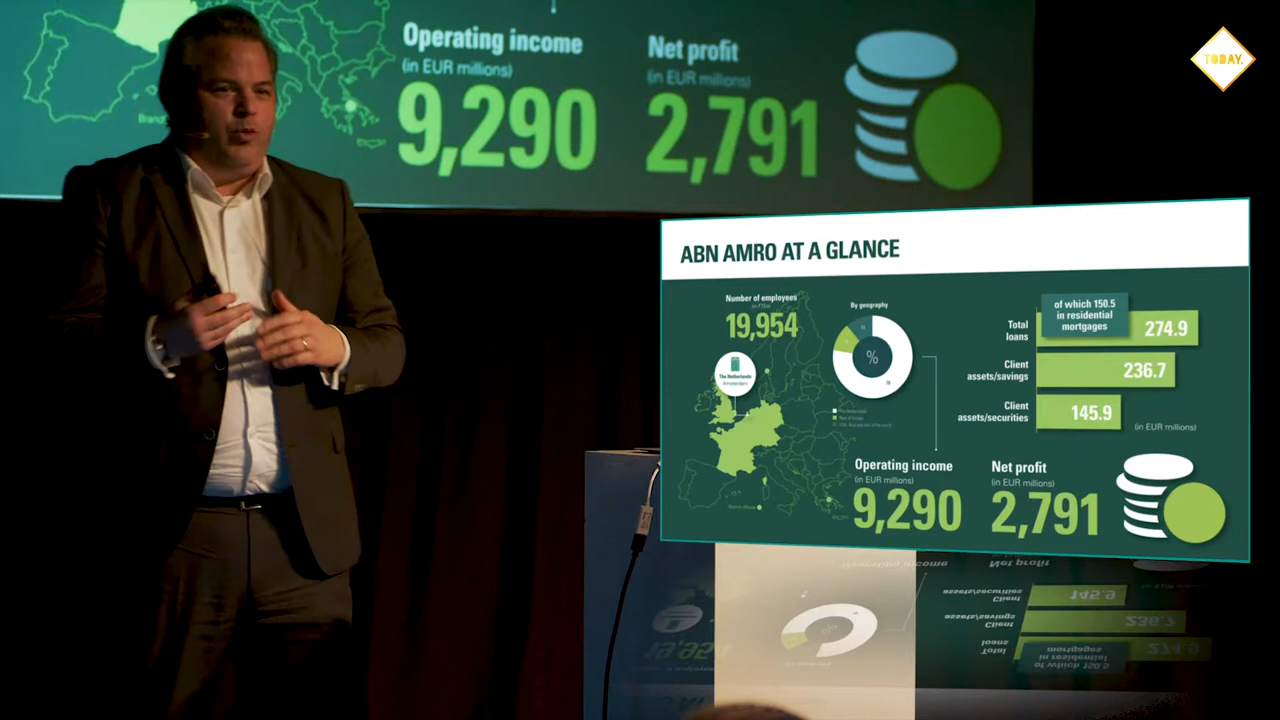 Operating income
(in EUR millions)
9,290
Net profit
(in EUR millions)
2,791
TODAY.
ABN AMRO AT A GLANCE
Number of employees
19,954
The Netherlands
Amsterdam
By geography
%
of which 150.5
in residential
mortgages
Total
loans
274.9
Client
assets/savings
236.7
Client
assets/securities
145.9
(in EUR millions)
Operating income
(in EUR millions)
9,290
Net profit
(in EUR millions)
2,791